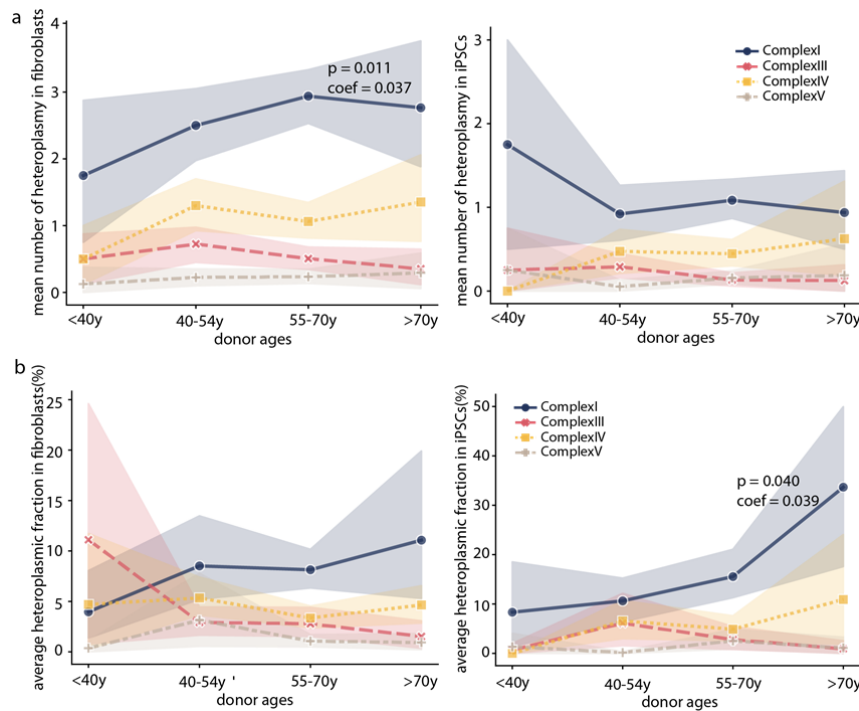 a
mean number of heteroplasmy in fibroblasts
4
3
2
1
0
p = 0.011
coef = 0.037
<40y
40-54y
55-70y
>70y
donor ages
mean number of heteroplasmy in iPSCs
3
2
1
0
ComplexI
ComplexIII
ComplexIV
ComplexV
<40y
40-54y
55-70y
>70y
donor ages
b
average heteroplasmic fraction in fibroblasts(%)
25
20
15
10
5
0
ComplexI
ComplexIII
ComplexIV
ComplexV
<40y
40-54y '
55-70y
>70y
donor ages
average heteroplasmic fraction in iPSCs(%)
50
40
30
20
10
0
ComplexI
ComplexIII
ComplexIV
ComplexV
p = 0.040
coef = 0.039
<40y
40-54y
55-70y
>70y
donor ages